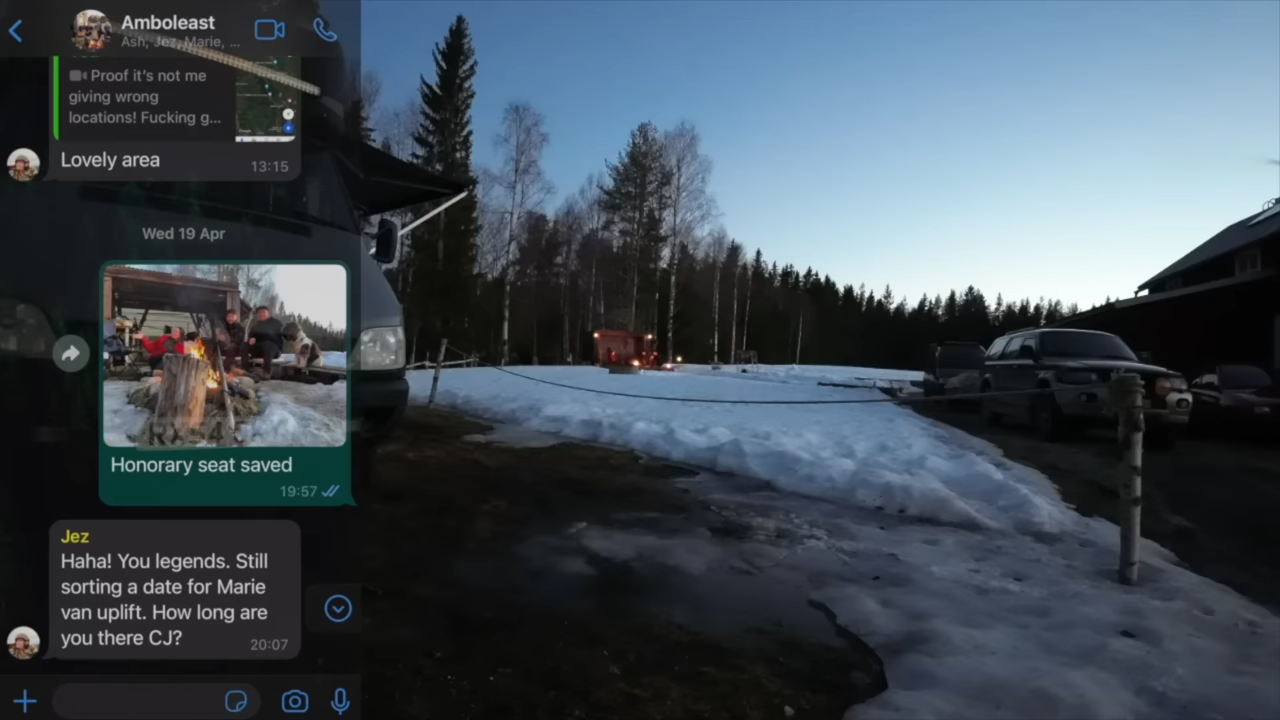 Amboleast
Ash, Jez, Marie, ...
Proof it's not me
giving wrong
locations! Fucking g...
Lovely area
13:15
Wed 19 Apr
Honorary seat saved
19:57
Jez
Haha! You legends. Still
sorting a date for Marie
van uplift. How long are
you there CJ?
20:07